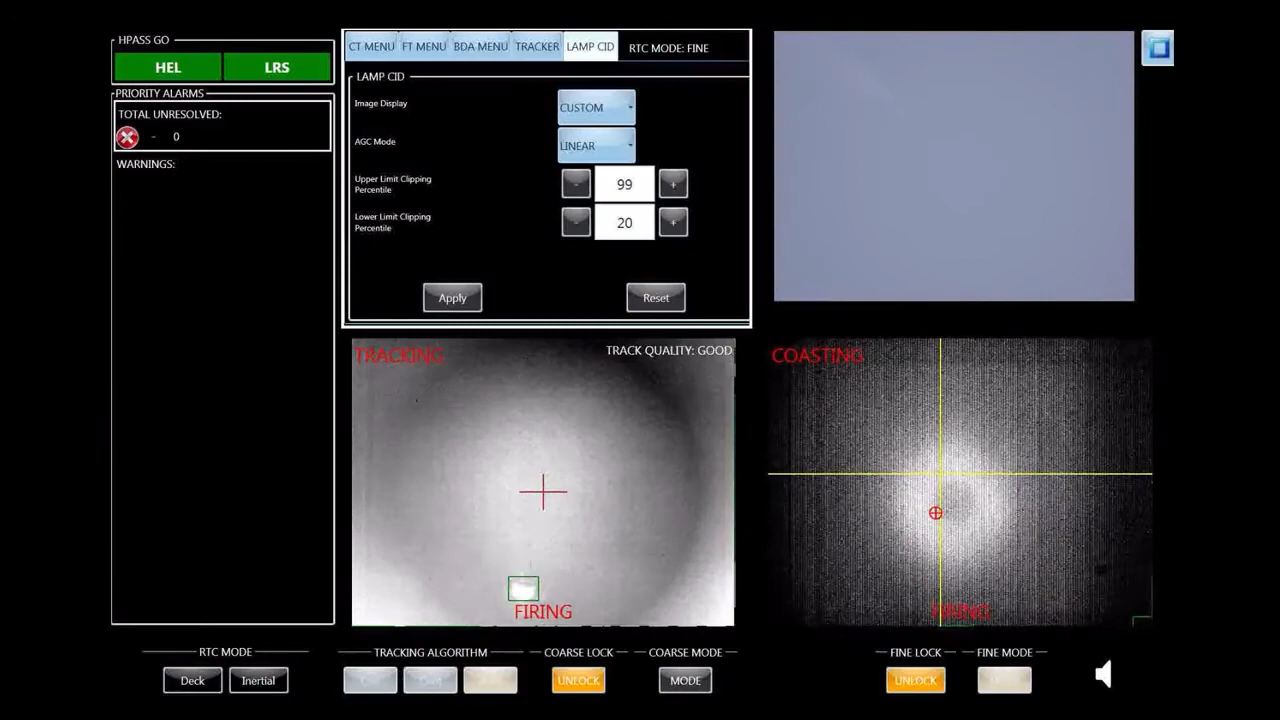 HPASS GO
HEL LRS
PRIORITY ALARMS
TOTAL UNRESOLVED:
- 0
WARNINGS:
CT MENU FT MENU BDA MENU TRACKER LAMP CID RTC MODE: FINE
LAMP CID
Image Display CUSTOM
AGC Mode LINEAR
Upper Limit Clipping
Percentile - 99 +
Lower Limit Clipping
Percentile - 20 +
Apply Reset
TRACKING TRACK QUALITY: GOOD
FIRING
COASTING
FIRING
RTC MODE
Deck Inertial
TRACKING ALGORITHM
COARSE LOCK
UNLOCK
COARSE MODE
MODE
FINE LOCK
UNLOCK
FINE MODE